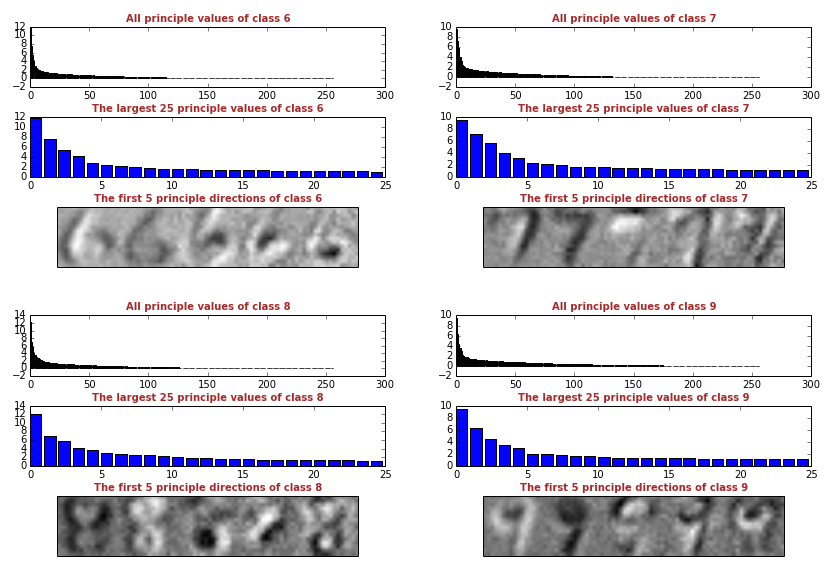 All principle values of class 6
12
10
8
6
4
2
0
−2
0 50 100 150 200 250 300
The largest 25 principle values of class 6
12
10
8
6
4
2
0
0 5 10 15 20 25
The first 5 principle directions of class 6
All principle values of class 7
10
8
6
4
2
0
−2
0 50 100 150 200 250 300
The largest 25 principle values of class 7
10
8
6
4
2
0
0 5 10 15 20 25
The first 5 principle directions of class 7
All principle values of class 8
14
12
10
8
6
4
2
0
−2
0 50 100 150 200 250 300
The largest 25 principle values of class 8
14
12
10
8
6
4
2
0
0 5 10 15 20 25
The first 5 principle directions of class 8
All principle values of class 9
10
8
6
4
2
0
−2
0 50 100 150 200 250 300
The largest 25 principle values of class 9
10
8
6
4
2
0
0 5 10 15 20 25
The first 5 principle directions of class 9